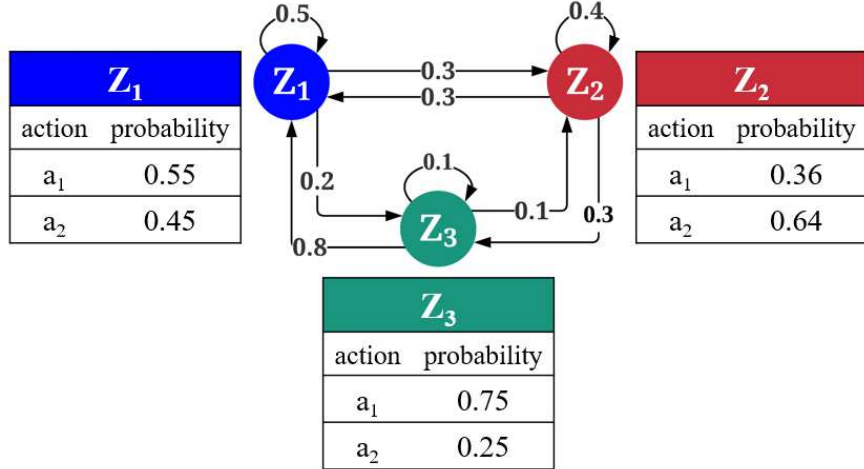 0.5
0.4
Z₁
action probability
a₁ 0.55
a₂ 0.45
Z₁
0.3
0.3
Z₂
Z₂
action probability
a₁ 0.36
a₂ 0.64
0.2
0.1
0.1
0.3
Z₃
0.8
Z₃
action probability
a₁ 0.75
a₂ 0.25